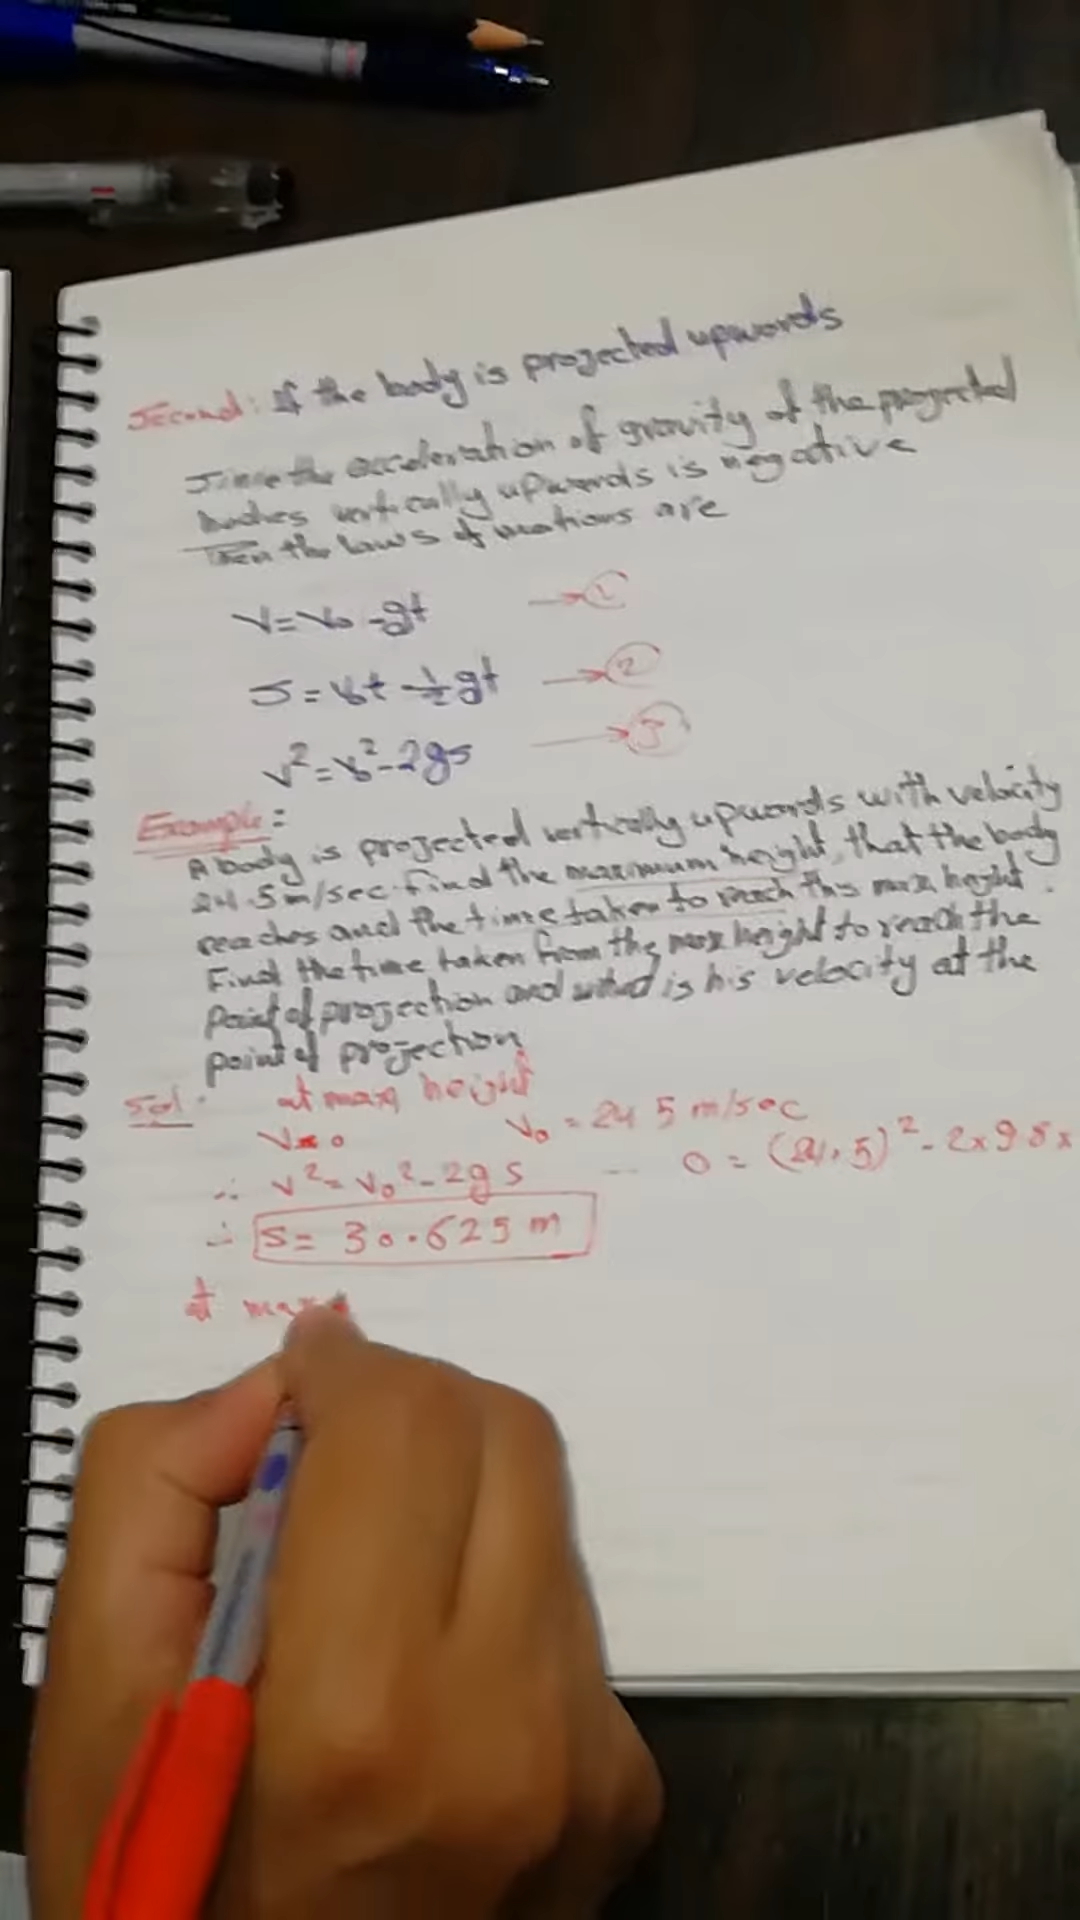 Second: If the body is projected upwords
Since the acceleration of gravity of the projected
bodies vertically upwards is negative
Then the laws of motions are
V = V₀ - gt → 1
S = V₀t - 1/2 gt → 2
V² = V₀² - 2gs → 3
Example:
A body is projected vertically upwords with velocity
24.5m/sec. Find the maximum height, that the body
reaches and the time taken to reach this max height.
Find the time taken from the max height to reach the
point of projection and what is his velocity at the
point of projection
Sol. at max height
V = 0 V₀ = 24 5 m/sec
∴ V² = V₀² - 2gs 0 = (24.5)² - 2x98x
∴ S = 30.625 m
at max